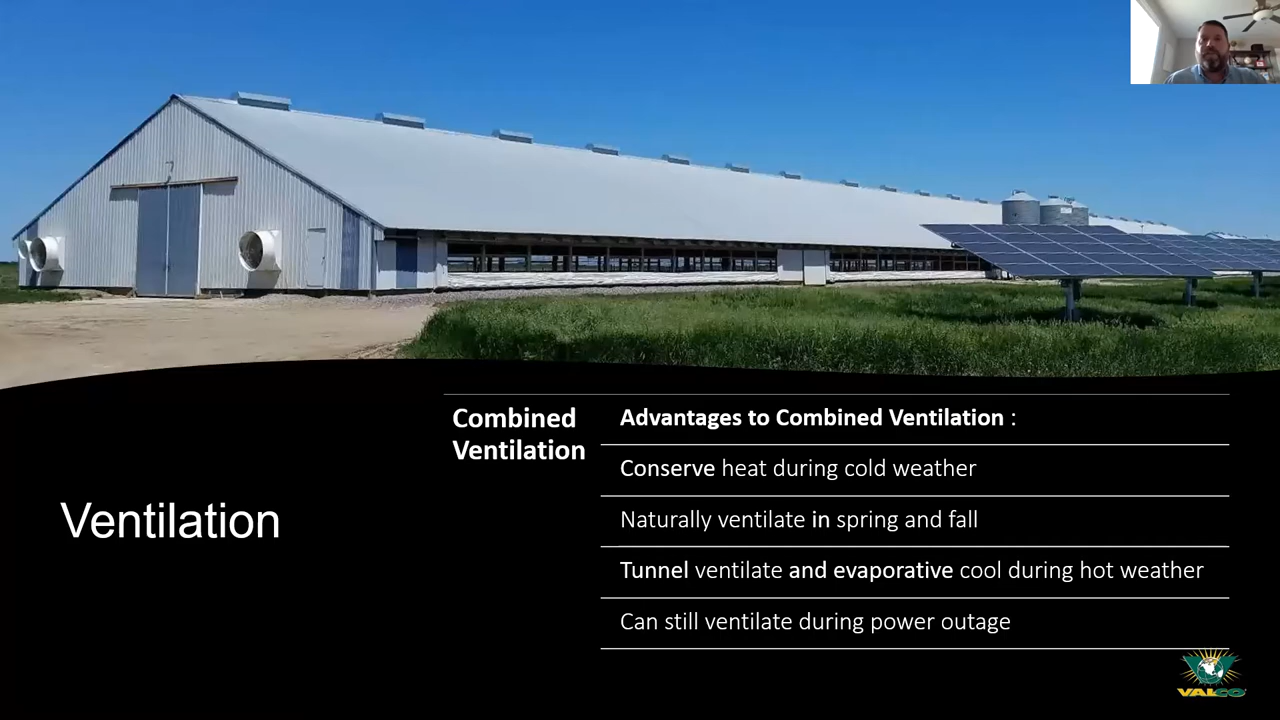 Combined
Ventilation
Advantages to Combined Ventilation :
Conserve heat during cold weather
Ventilation
Naturally ventilate in spring and fall
Tunnel ventilate and evaporative cool during hot weather
Can still ventilate during power outage
VALCO